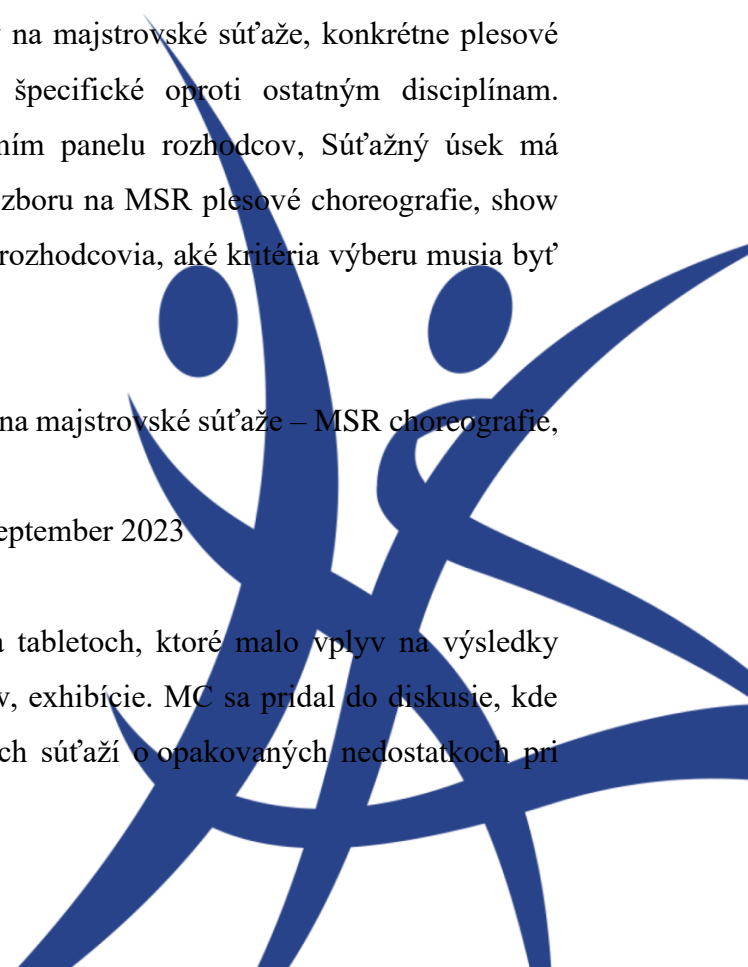 na majstrovské súťaže, konkrétne plesové
špecifické oproti ostatným disciplínam.
ním panelu rozhodcov, Súťažný úsek má
zboru na MSR plesové choreografie, show
rozhodcovia, aké kritéria výberu musia byť
na majstrovské súťaže – MSR choreografie,
eptember 2023
tabletoch, ktoré malo vplyv na výsledky
v, exhibície. MC sa pridal do diskusie, kde
ch súťaží o opakovaných nedostatkoch pri